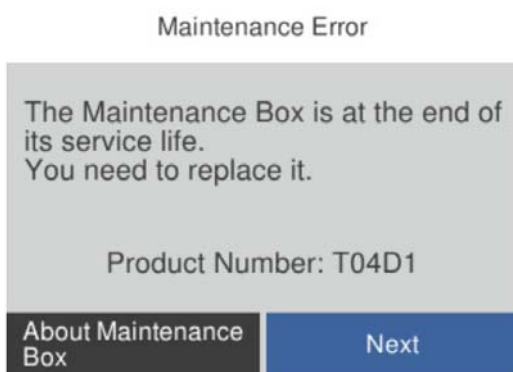 Maintenance Error
The Maintenance Box is at the end of
its service life.
You need to replace it.
Product Number: T04D1
About Maintenance
Box
Next